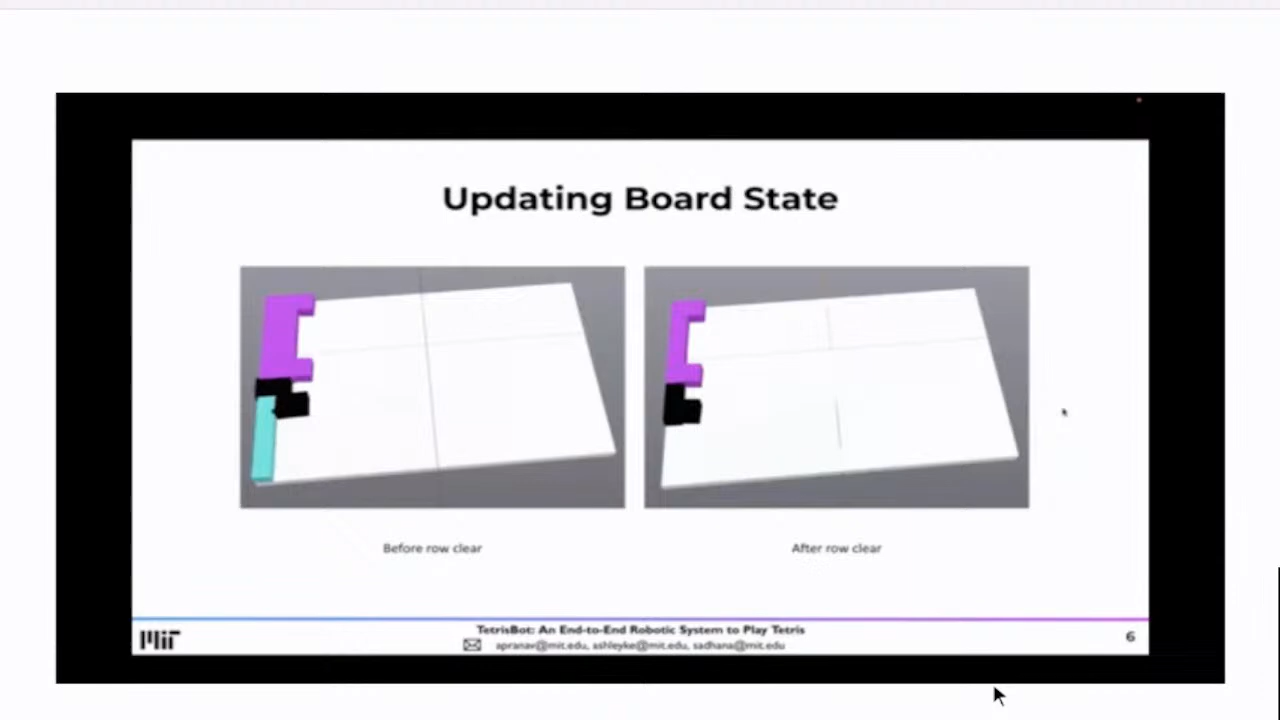 Updating Board State
Before row clear
After row clear
MIT
TetrisBot: An End-to-End Robotic System to Play Tetris
apranav@mit.edu, ashleyke@mit.edu, sadhana@mit.edu
6